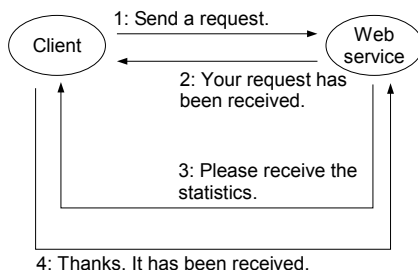 1: Send a request.
Client
Web
service
2: Your request has
been received.
3: Please receive the
statistics.
4: Thanks. It has been received.